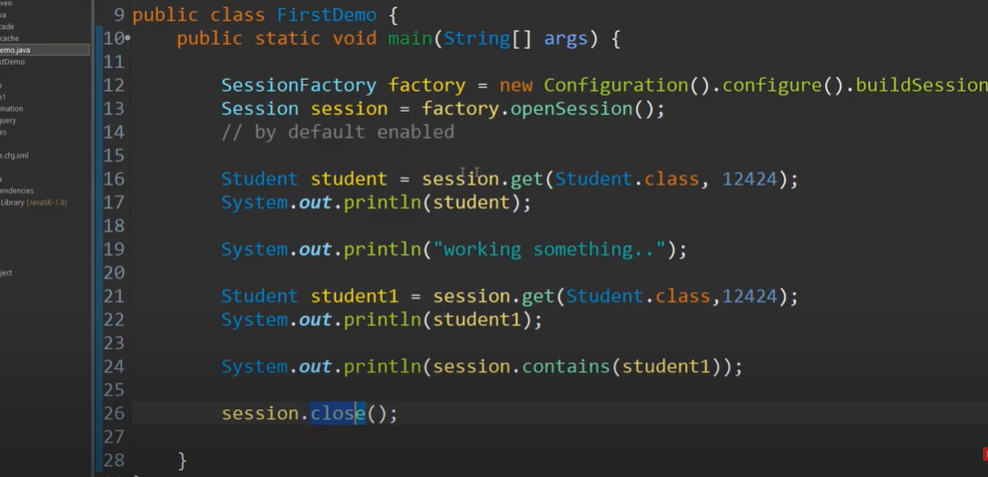 ven
va
cade
cache
emo.java
stDemo
o
o1
ination
query
es
e.cfg.xml
a
endencies
Library [JavaSE-1.8]
ject
9 public class FirstDemo {
10 public static void main(String[] args) {
11
12 SessionFactory factory = new Configuration().configure().buildSession
13 Session session = factory.openSession();
14 // by default enabled
15
16 Student student = session.get(Student.class, 12424);
17 System.out.println(student);
18
19 System.out.println("working something..");
20
21 Student student1 = session.get(Student.class,12424);
22 System.out.println(student1);
23
24 System.out.println(session.contains(student1));
25
26 session.close();
27
28 }